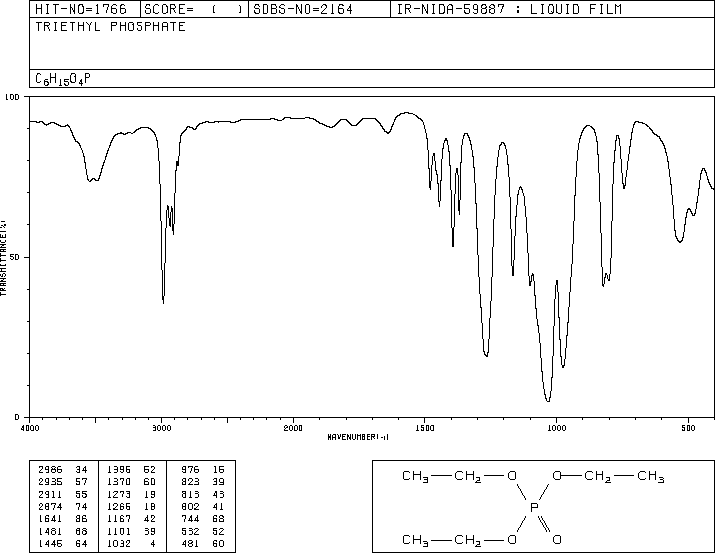 HIT-NO=1766 SCORE= ( ) SDBS-NO=2164 IR-NIDA-59887 : LIQUID FILM
TRIETHYL PHOSPHATE
C6H15O4P
100
50
0
TRANSMITTANCE(%)
4000 3000 2000 1500 1000 500
WAVENUMBER(-1)
2986 34 1396 52 976 16
2935 57 1370 60 823 39
2911 55 1273 19 813 43
2874 74 1266 18 802 41
1641 86 1167 42 744 68
1481 68 1101 39 532 52
1446 64 1032 4 481 60
CH3 CH2 O O CH2 CH3
P
CH3 CH2 O O